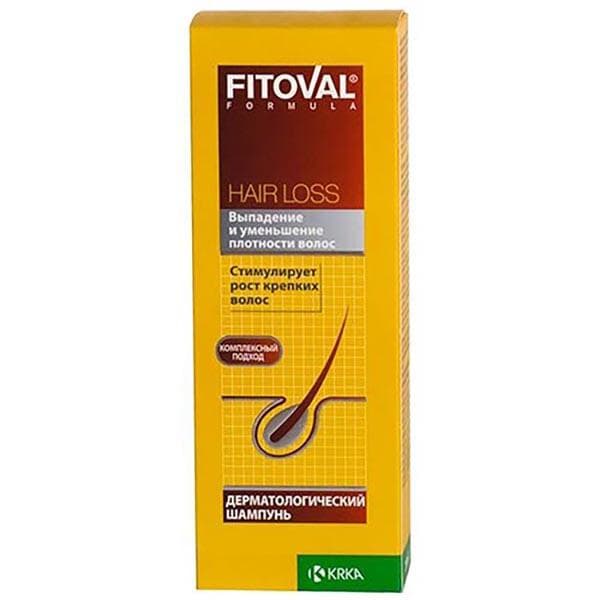 FITOVAL®
FORMULA
HAIR LOSS
Выпадение
и уменьшение
плотности волос
Стимулирует
рост крепких
волос
КОМПЛЕКСНЫЙ
ПОДХОД
ДЕРМАТОЛОГИЧЕСКИЙ
ШАМПУНЬ
KRKA